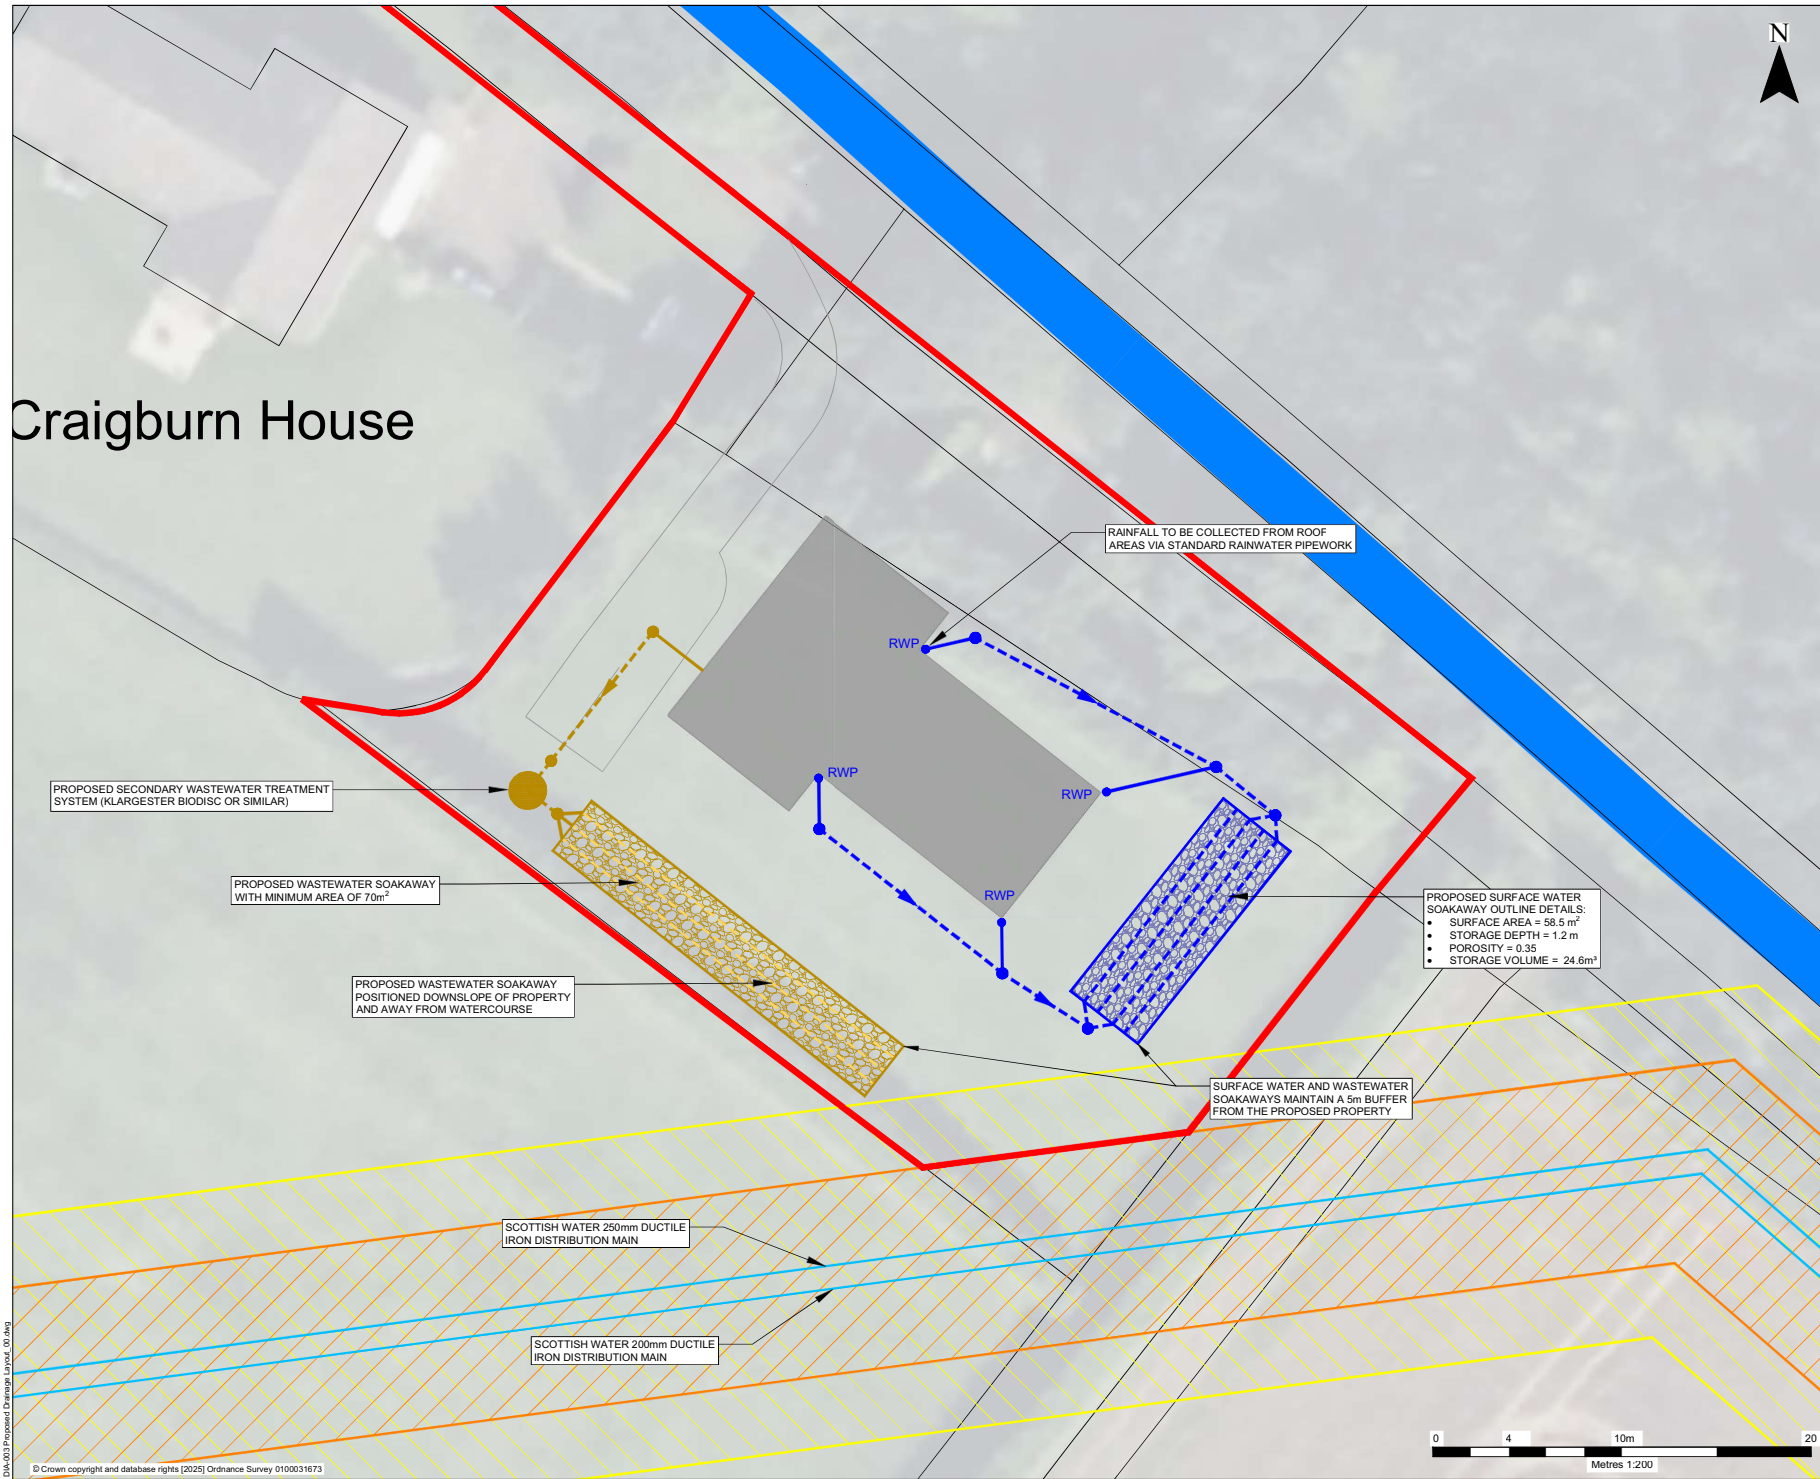 N
Craigburn House
RAINFALL TO BE COLLECTED FROM ROOF
AREAS VIA STANDARD RAINWATER PIPEWORK
RWP
RWP
RWP
RWP
PROPOSED SECONDARY WASTEWATER TREATMENT
SYSTEM (KLARGESTER BIODISC OR SIMILAR)
PROPOSED WASTEWATER SOAKAWAY
WITH MINIMUM AREA OF 70m²
PROPOSED SURFACE WATER
SOAKAWAY OUTLINE DETAILS:
• SURFACE AREA = 58.5 m²
• STORAGE DEPTH = 1.2 m
• POROSITY = 0.35
• STORAGE VOLUME = 24.6m³
PROPOSED WASTEWATER SOAKAWAY
POSITIONED DOWNSLOPE OF PROPERTY
AND AWAY FROM WATERCOURSE
SURFACE WATER AND WASTEWATER
SOAKAWAYS MAINTAIN A 5m BUFFER
FROM THE PROPOSED PROPERTY
SCOTTISH WATER 250mm DUCTILE
IRON DISTRIBUTION MAIN
SCOTTISH WATER 200mm DUCTILE
IRON DISTRIBUTION MAIN
0 4 10m 20
Metres 1:200
DIA-003 Proposed Drainage Layout_00.dwg
© Crown copyright and database rights [2025] Ordnance Survey 0100031673